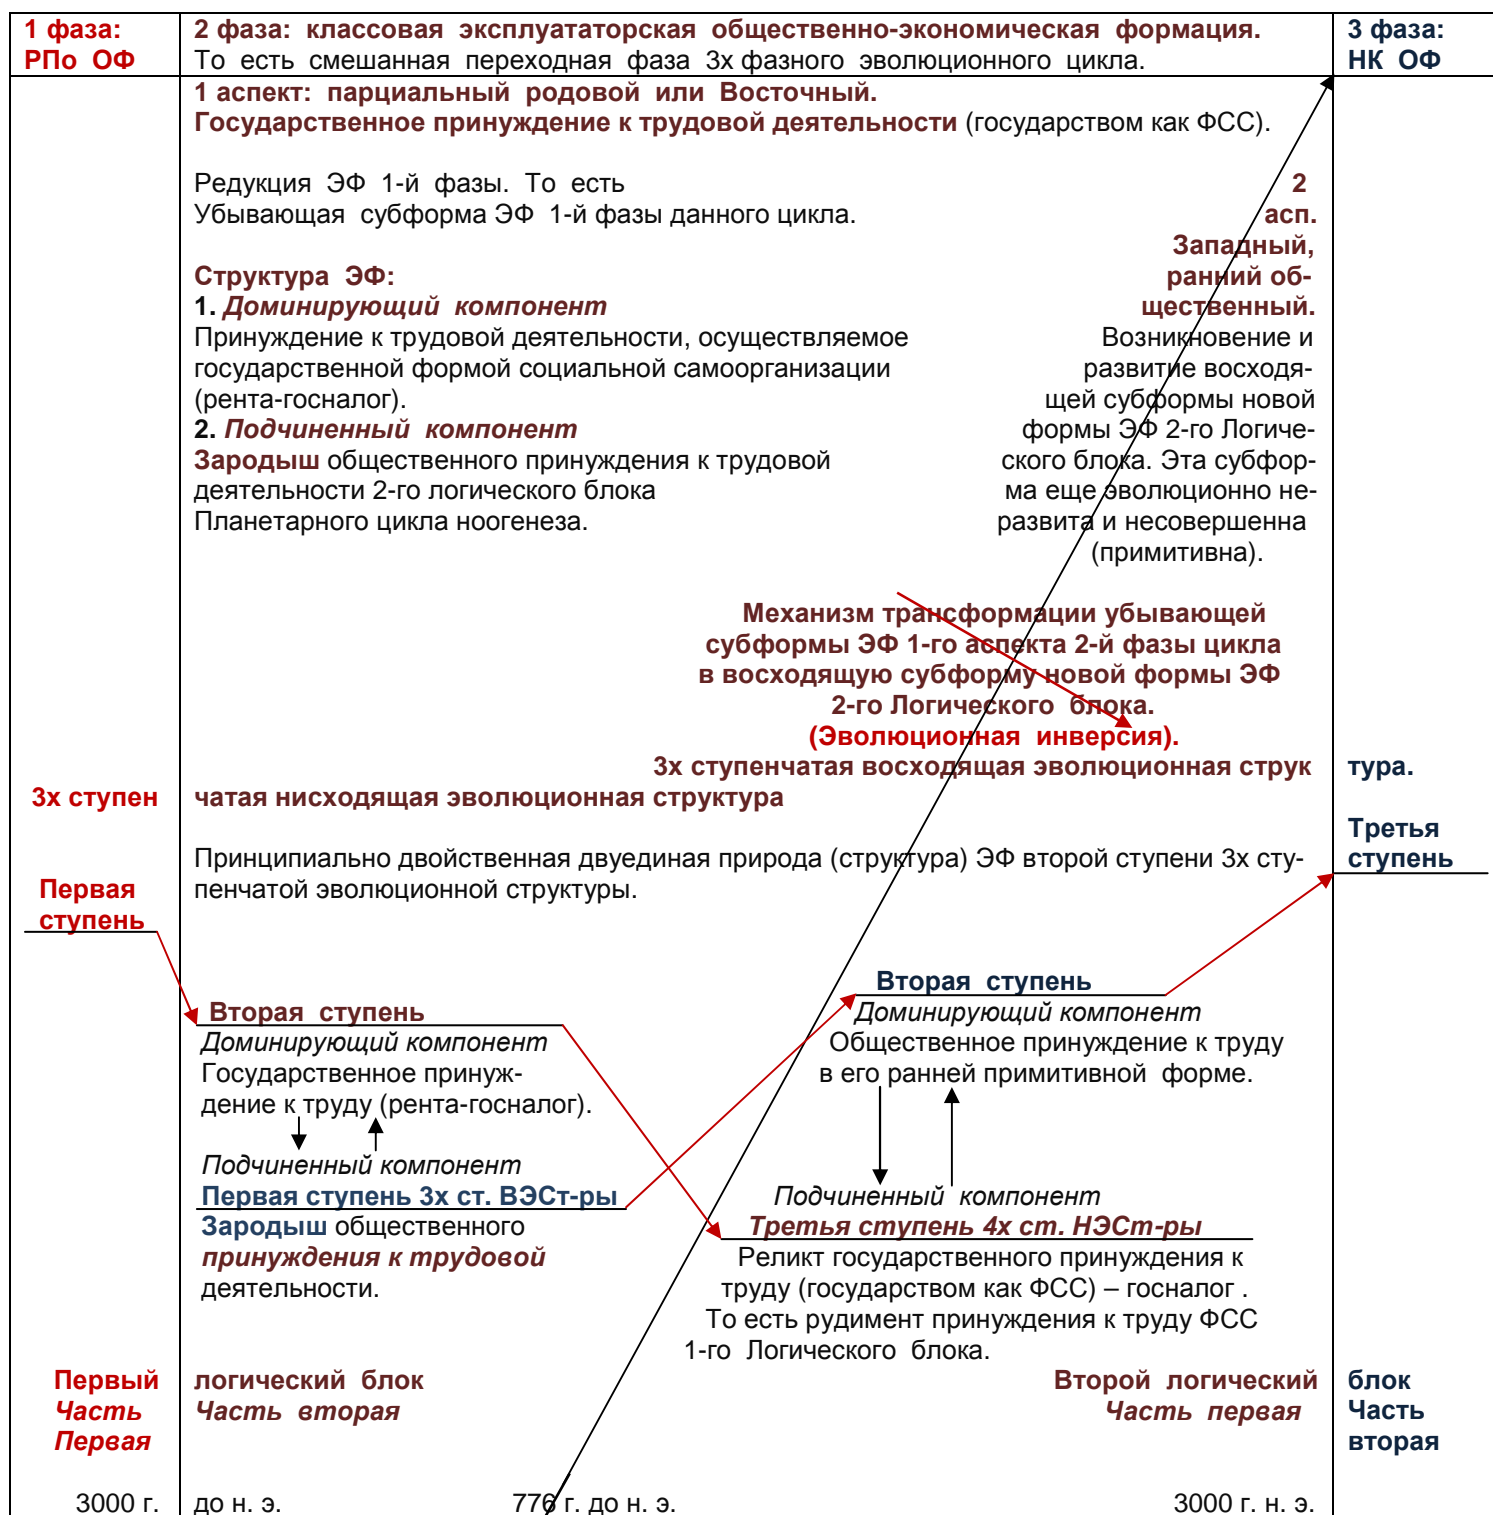 1 фаза:
РПо ОФ
2 фаза: классовая эксплуататорская общественно-экономическая формация.
То есть смешанная переходная фаза 3х фазного эволюционного цикла.
3 фаза:
НК ОФ
1 аспект: парциальный родовой или Восточный.
Государственное принуждение к трудовой деятельности (государством как ФСС).
Редукция ЭФ 1-й фазы. То есть
Убывающая субформа ЭФ 1-й фазы данного цикла.
Структура ЭФ:
1. Доминирующий компонент
Принуждение к трудовой деятельности, осуществляемое
государственной формой социальной самоорганизации
(рента-госналог).
2. Подчиненный компонент
Зародыш общественного принуждения к трудовой
деятельности 2-го логического блока
Планетарного цикла ноогенеза.
2
асп.
Западный,
ранний об-
щественный.
Возникновение и
развитие восходя-
щей субформы новой
формы ЭФ 2-го Логиче-
ского блока. Эта субфор-
ма еще эволюционно не-
развита и несовершенна
(примитивна).
Механизм трансформации убывающей
субформы ЭФ 1-го аспекта 2-й фазы цикла
в восходящую субформу новой формы ЭФ
2-го Логического блока.
(Эволюционная инверсия).
3х ступенчатая восходящая эволюционная струк тура.
3х ступен чатая нисходящая эволюционная структура
Принципиально двойственная двуединая природа (структура) ЭФ второй ступени 3х сту-
пенчатой эволюционной структуры.
Третья
ступень
Первая
ступень
Вторая ступень
Доминирующий компонент
Государственное принуж-
дение к труду (рента-госналог).
Подчиненный компонент
Первая ступень 3х ст. ВЭСт-ры
Зародыш общественного
принуждения к трудовой
деятельности.
Вторая ступень
Доминирующий компонент
Общественное принуждение к труду
в его ранней примитивной форме.
Подчиненный компонент
Третья ступень 4х ст. НЭСт-ры
Реликт государственного принуждения к
труду (государством как ФСС) – госналог .
То есть рудимент принуждения к труду ФСС
1-го Логического блока.
Первый логический блок Второй логический блок
Часть Часть вторая Часть первая Часть
Первая вторая
3000 г. до н. э. 776 г. до н. э. 3000 г. н. э.